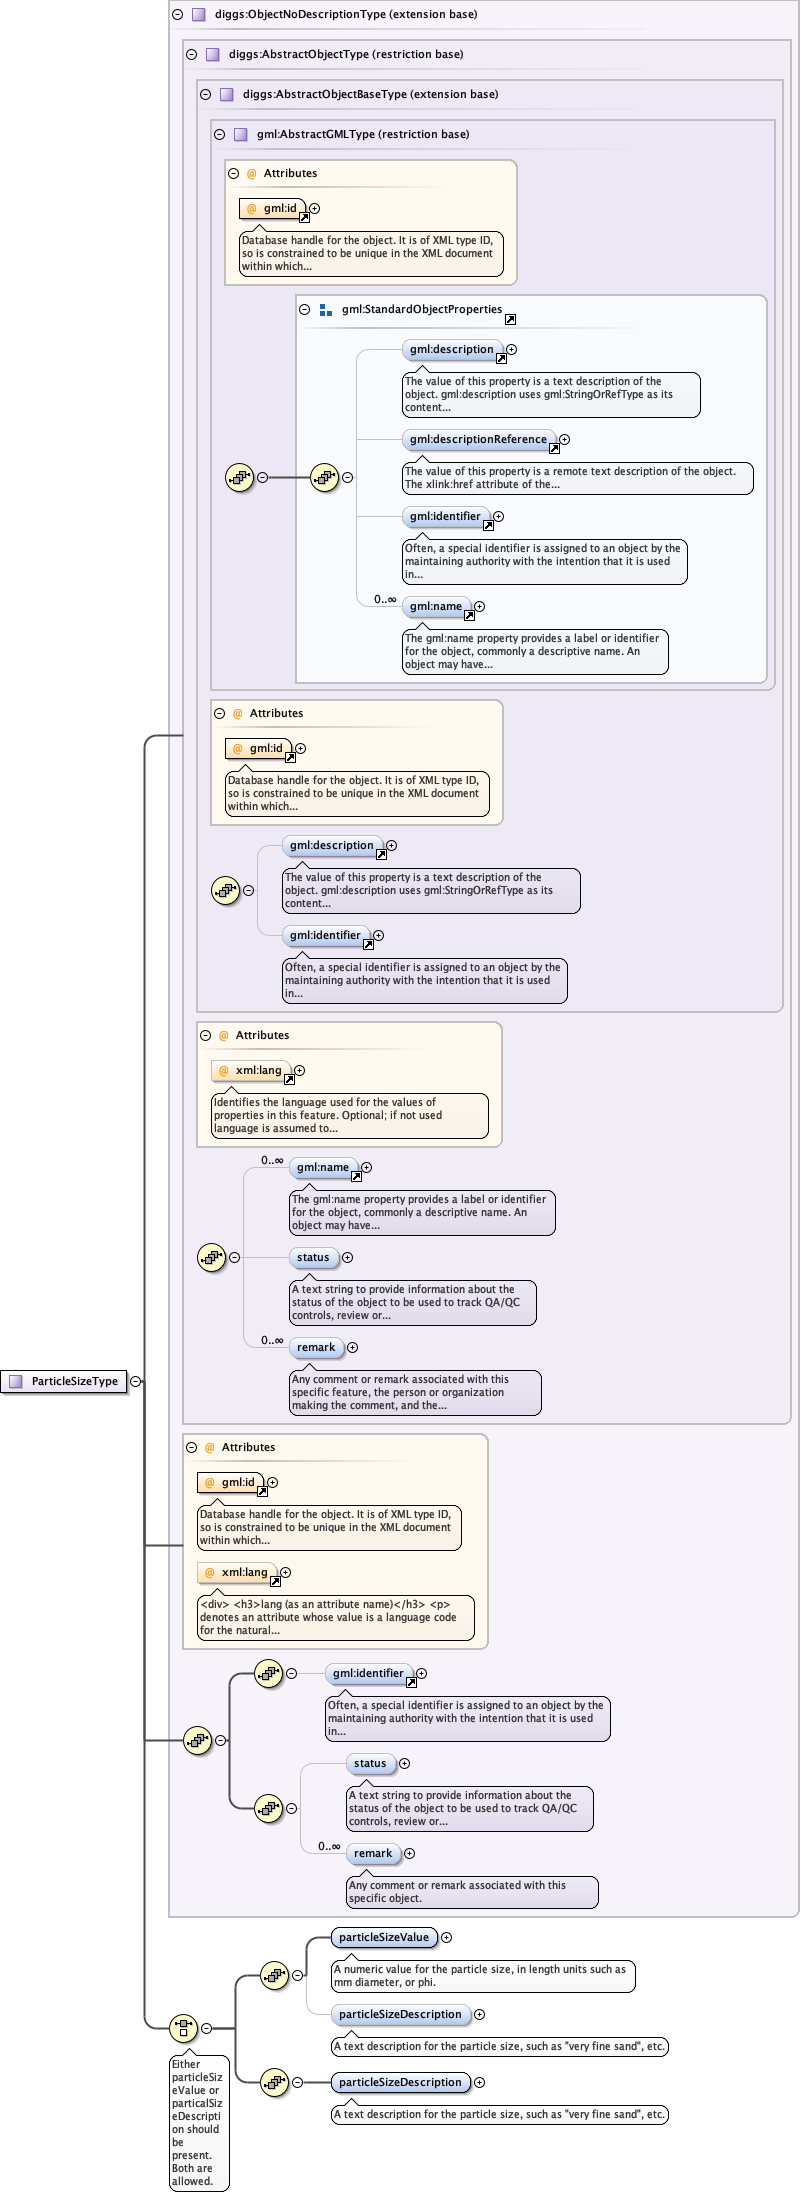 diggs:ObjectNoDescriptionType (extension base)
diggs:AbstractObjectType (restriction base)
diggs:AbstractObjectBaseType (extension base)
gml:AbstractGMLType (restriction base)
@ Attributes
@ gml:id
Database handle for the object. It is of XML type ID,
so is constrained to be unique in the XML document
within which...
gml:StandardObjectProperties
gml:description
The value of this property is a text description of the
object. gml:description uses gml:StringOrRefType as its
content...
gml:descriptionReference
The value of this property is a remote text description of the object.
The xlink:href attribute of the...
gml:identifier
Often, a special identifier is assigned to an object by the
maintaining authority with the intention that it is used
in...
0..∞
gml:name
The gml:name property provides a label or identifier
for the object, commonly a descriptive name. An
object may have...
@ Attributes
@ gml:id
Database handle for the object. It is of XML type ID,
so is constrained to be unique in the XML document
within which...
gml:description
The value of this property is a text description of the
object. gml:description uses gml:StringOrRefType as its
content...
gml:identifier
Often, a special identifier is assigned to an object by the
maintaining authority with the intention that it is used
in...
@ Attributes
@ xml:lang
Identifies the language used for the values of
properties in this feature. Optional; if not used
language is assumed to...
0..∞
gml:name
The gml:name property provides a label or identifier
for the object, commonly a descriptive name. An
object may have...
status
A text string to provide information about the
status of the object to be used to track QA/QC
controls, review or...
0..∞
remark
Any comment or remark associated with this
specific feature, the person or organization
making the comment, and the...
ParticleSizeType
@ Attributes
@ gml:id
Database handle for the object. It is of XML type ID,
so is constrained to be unique in the XML document
within which...
@ xml:lang
<div> <h3>lang (as an attribute name)</h3> <p>
denotes an attribute whose value is a language code
for the natural...
gml:identifier
Often, a special identifier is assigned to an object by the
maintaining authority with the intention that it is used
in...
status
A text string to provide information about the
status of the object to be used to track QA/QC
controls, review or...
0..∞
remark
Any comment or remark associated with this
specific object.
particleSizeValue
A numeric value for the particle size, in length units such as
mm diameter, or phi.
particleSizeDescription
A text description for the particle size, such as "very fine sand", etc.
particleSizeDescription
A text description for the particle size, such as "very fine sand", etc.
Either
particleSiz
eValue or
particalSiz
eDescripti
on should
be
present.
Both are
allowed.